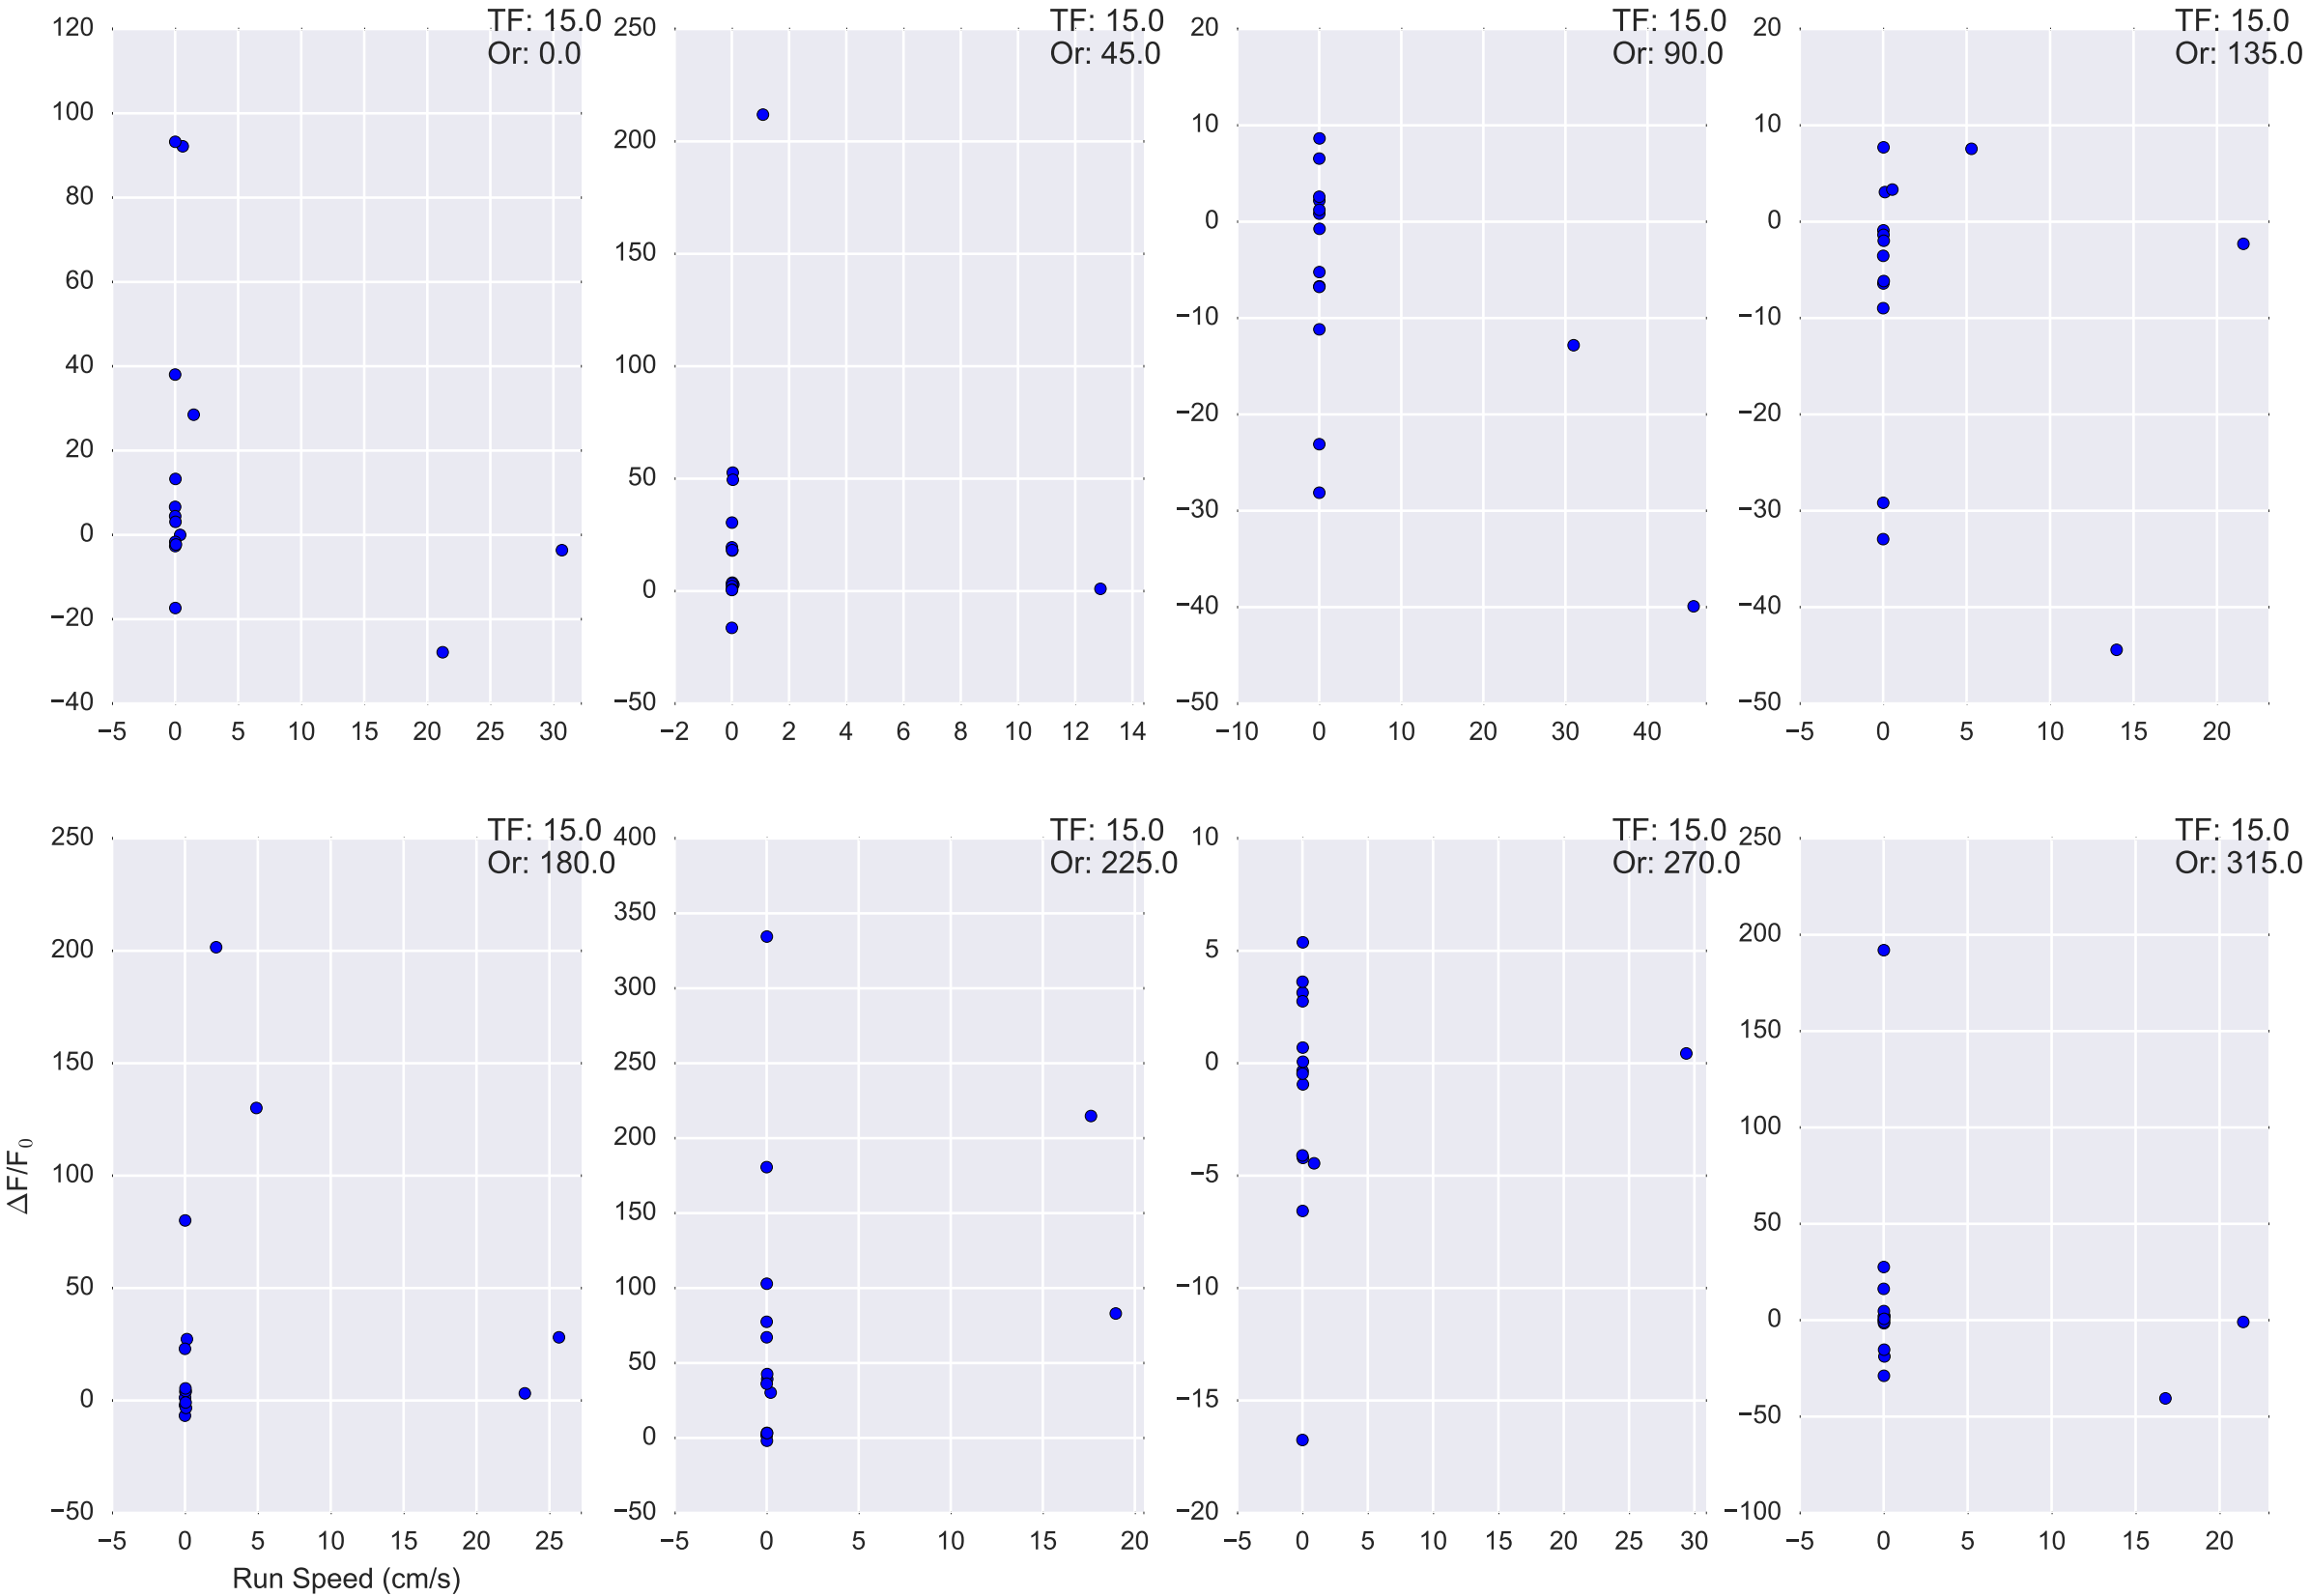 TF: 15.0
Or: 0.0
120
100
80
60
40
20
0
−20
−40
−5 0 5 10 15 20 25 30
TF: 15.0
Or: 45.0
250
200
150
100
50
0
−50
−2 0 2 4 6 8 10 12 14
TF: 15.0
Or: 90.0
20
10
0
−10
−20
−30
−40
−50
−10 0 10 20 30 40
TF: 15.0
Or: 135.0
20
10
0
−10
−20
−30
−40
−50
−5 0 5 10 15 20
TF: 15.0
Or: 180.0
250
200
150
100
50
0
−50
−5 0 5 10 15 20 25
ΔF/F₀
Run Speed (cm/s)
TF: 15.0
Or: 225.0
400
350
300
250
200
150
100
50
0
−50
−5 0 5 10 15 20
TF: 15.0
Or: 270.0
10
5
0
−5
−10
−15
−20
−5 0 5 10 15 20 25 30
TF: 15.0
Or: 315.0
250
200
150
100
50
0
−50
−100
−5 0 5 10 15 20